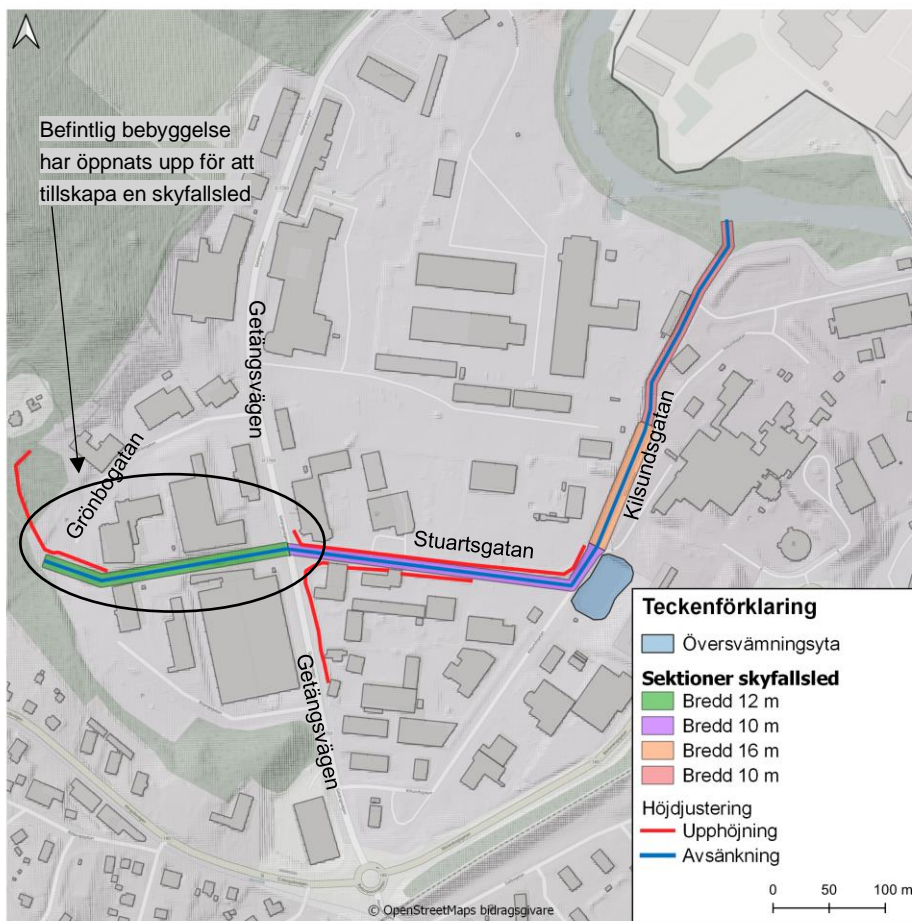 Befintlig bebyggelse
har öppnats upp för att
tillskapa en skyfallsled
Getängsvägen
Grönbogatan
Kilsundsgatan
Stuartsgatan
Getängsvägen
Teckenförklaring
Översvämningsyta
Sektioner skyfallsled
Bredd 12 m
Bredd 10 m
Bredd 16 m
Bredd 10 m
Höjdjustering
Upphöjning
Avsänkning
0 50 100 m
© OpenStreetMaps bidragsgivare